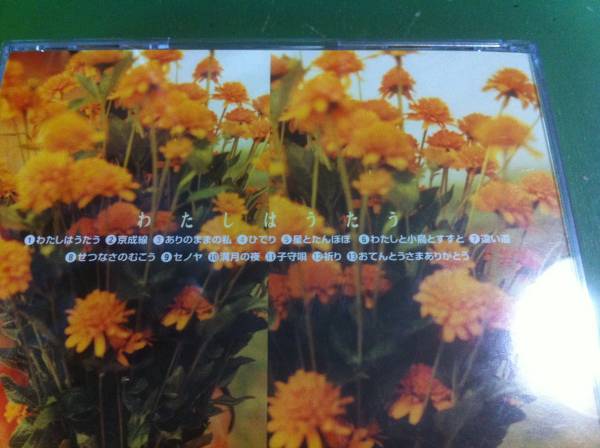 わたしはうたう
❶わたしはうたう ❷京成線 ❸ありのままの私 ❹ひでり ❺星とたんぽぽ ❻わたしと小鳥とすずと ❼遠い道
❽せつなさのむこう ❾セノヤ ❿満月の夜 ⓫子守唄 ⓬祈り ⓭おてんとうさまありがとう